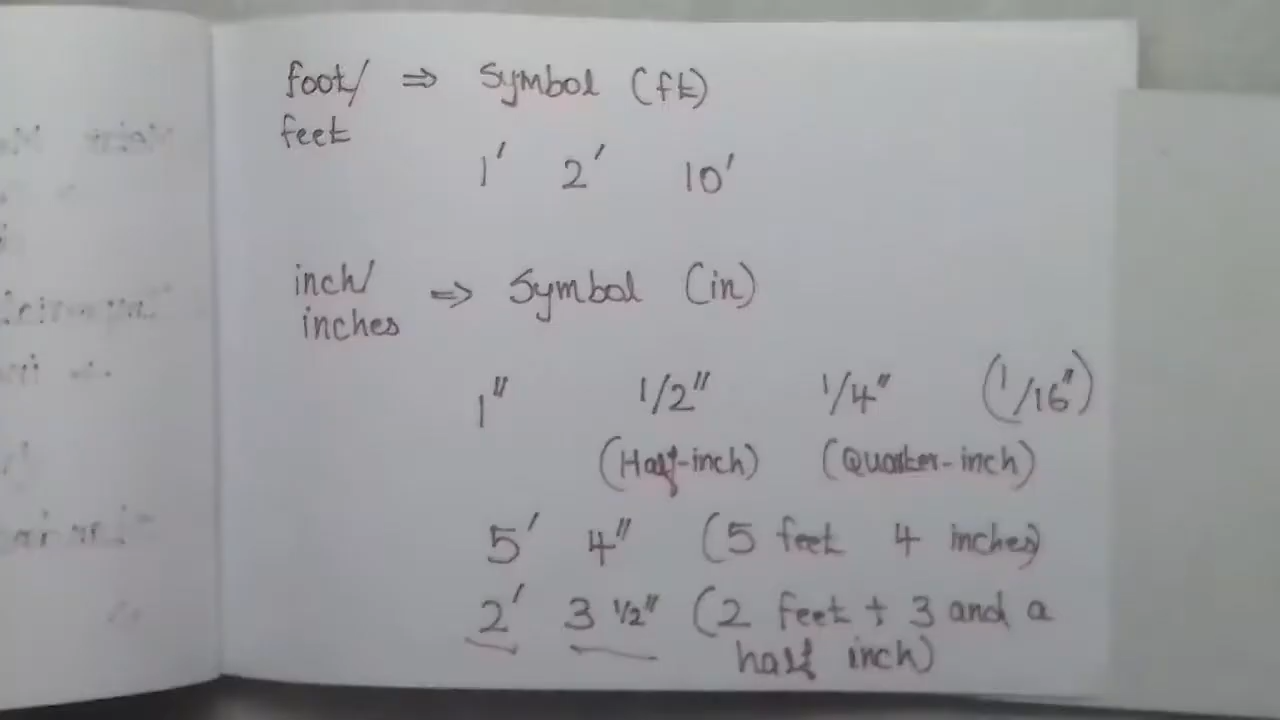 foot/ ⇒ Symbol (ft)
feet
1' 2' 10'
inch/ ⇒ Symbol (in)
inches
1" 1/2" 1/4" (1/16")
(Half-inch) (Quarter-inch)
5' 4" (5 feet 4 inches)
2' 3 1/2" (2 feet + 3 and a
half inch)